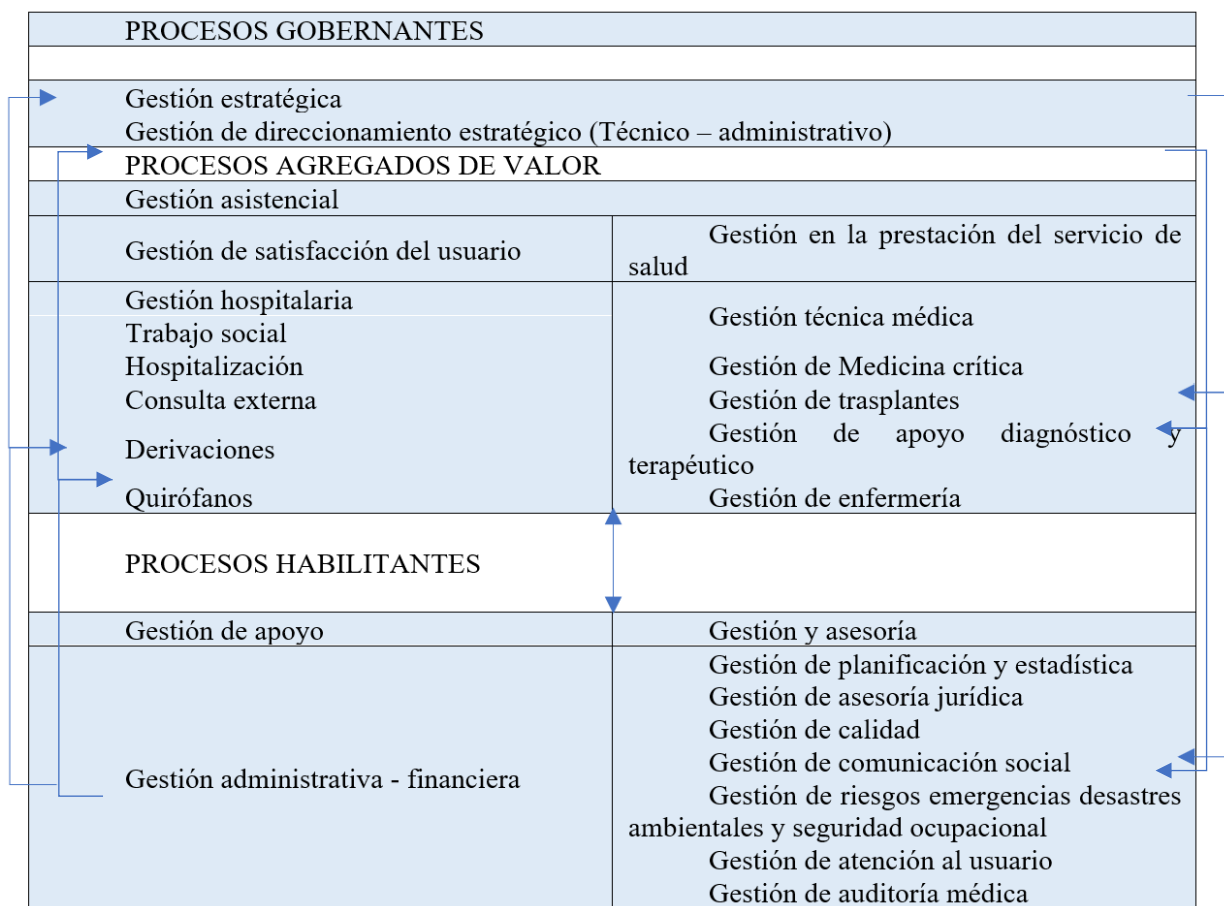 PROCESOS GOBERNANTES
Gestión estratégica
Gestión de direccionamiento estratégico (Técnico – administrativo)
PROCESOS AGREGADOS DE VALOR
Gestión asistencial
Gestión de satisfacción del usuario
Gestión en la prestación del servicio de
salud
Gestión hospitalaria
Trabajo social
Gestión técnica médica
Hospitalización
Gestión de Medicina crítica
Consulta externa
Gestión de trasplantes
Derivaciones
Gestión de apoyo diagnóstico y
terapéutico
Quirófanos
Gestión de enfermería
PROCESOS HABILITANTES
Gestión de apoyo
Gestión y asesoría
Gestión administrativa - financiera
Gestión de planificación y estadística
Gestión de asesoría jurídica
Gestión de calidad
Gestión de comunicación social
Gestión de riesgos emergencias desastres
ambientales y seguridad ocupacional
Gestión de atención al usuario
Gestión de auditoría médica